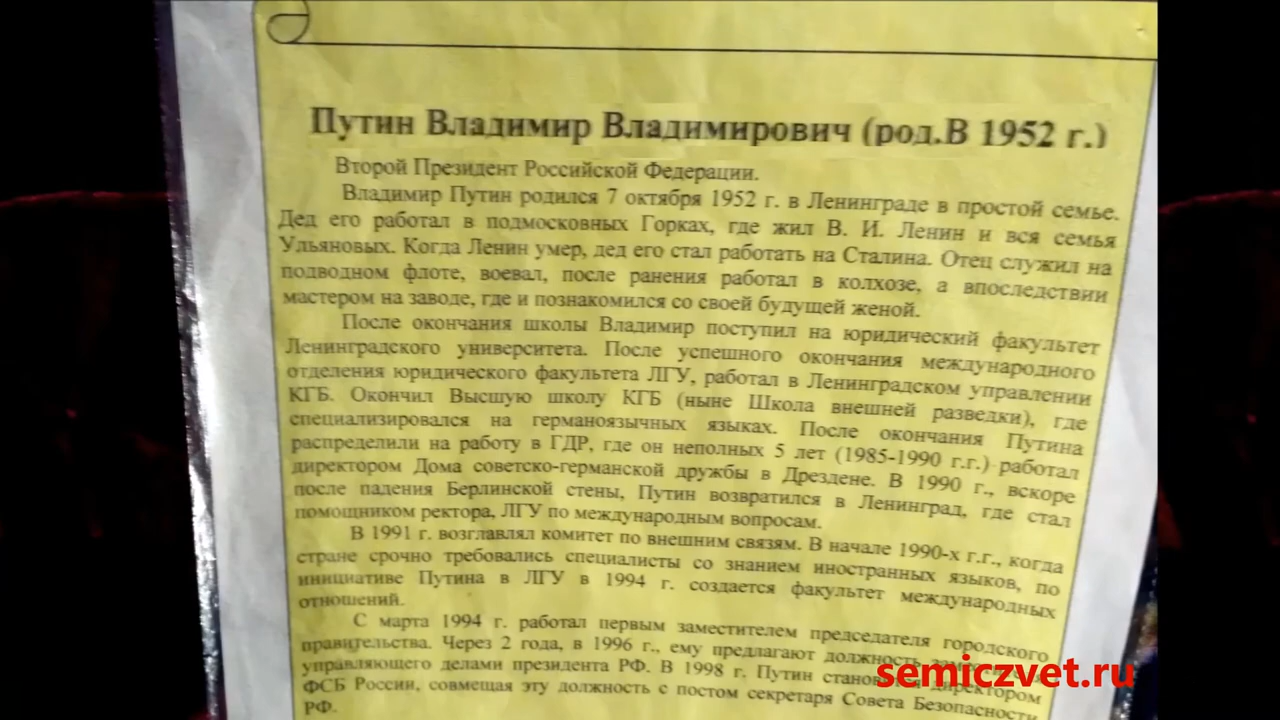 Путин Владимир Владимирович (род.В 1952 г.)
Второй Президент Российской Федерации.
Владимир Путин родился 7 октября 1952 г. в Ленинграде в простой семье.
Дед его работал в подмосковных Горках, где жил В. И. Ленин и вся семья
Ульяновых. Когда Ленин умер, дед его стал работать на Сталина. Отец служил на
подводном флоте, воевал, после ранения работал в колхозе, а впоследствии
мастером на заводе, где и познакомился со своей будущей женой.
После окончания школы Владимир поступил на юридический факультет
Ленинградского университета. После успешного окончания международного
отделения юридического факультета ЛГУ, работал в Ленинградском управлении
КГБ. Окончил Высшую школу КГБ (ныне Школа внешней разведки), где
специализировался на германоязычных языках. После окончания Путина
распределили на работу в ГДР, где он неполных 5 лет (1985-1990 г.г.) работал
директором Дома советско-германской дружбы в Дрездене. В 1990 г., вскоре
после падения Берлинской стены, Путин возвратился в Ленинград, где стал
помощником ректора, ЛГУ по международным вопросам.
В 1991 г. возглавлял комитет по внешним связям. В начале 1990-х г.г., когда
стране срочно требовались специалисты со знанием иностранных языков, по
инициативе Путина в ЛГУ в 1994 г. создается факультет международных
отношений.
С марта 1994 г. работал первым заместителем председателя городского
правительства. Через 2 года, в 1996 г., ему предлагают должность
управляющего делами президента РФ. В 1998 г. Путин директором
ФСБ России, совмещая эту должность с постом секретаря Совета Безопасности
РФ.
semiczvet.ru